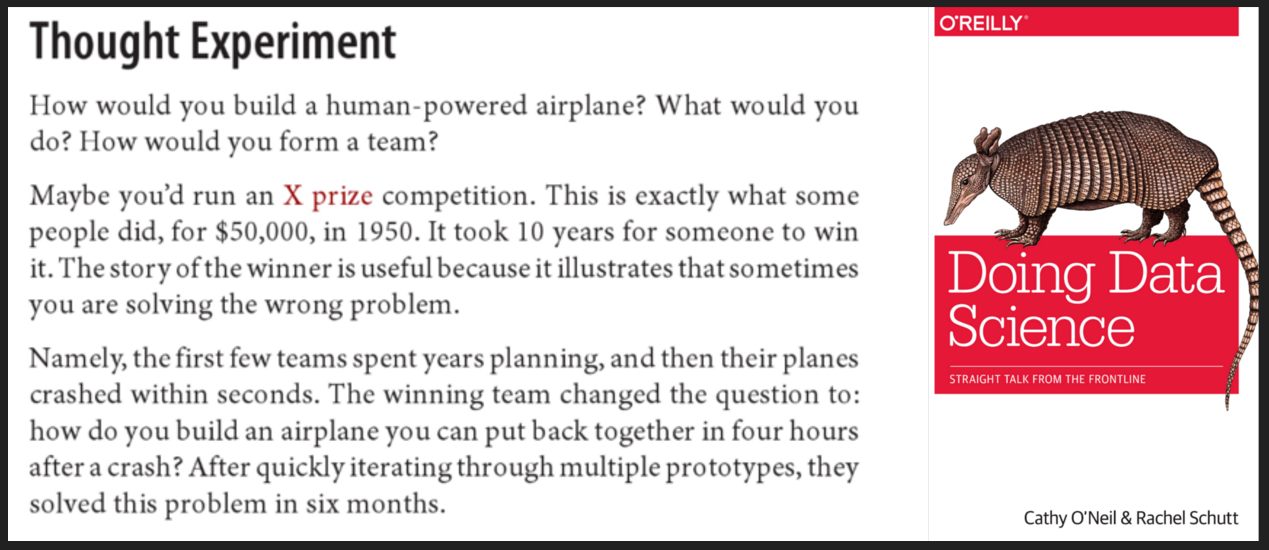 Thought Experiment
How would you build a human-powered airplane? What would you
do? How would you form a team?
Maybe you'd run an X prize competition. This is exactly what some
people did, for $50,000, in 1950. It took 10 years for someone to win
it. The story of the winner is useful because it illustrates that sometimes
you are solving the wrong problem.
Namely, the first few teams spent years planning, and then their planes
crashed within seconds. The winning team changed the question to:
how do you build an airplane you can put back together in four hours
after a crash? After quickly iterating through multiple prototypes, they
solved this problem in six months.
O'REILLY®
Doing Data
Science
STRAIGHT TALK FROM THE FRONTLINE
Cathy O'Neil & Rachel Schutt